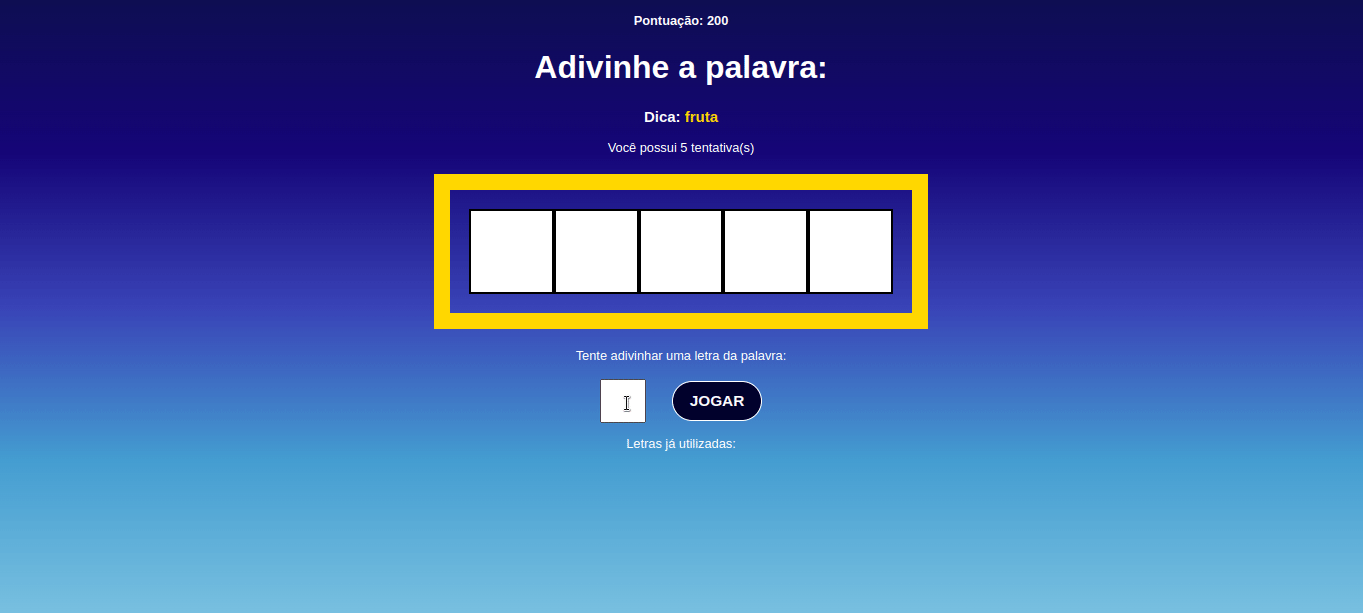 Pontuação: 200
Adivinhe a palavra:
Dica: fruta
Você possui 5 tentativa(s)
Tente adivinhar uma letra da palavra:
JOGAR
Letras já utilizadas: